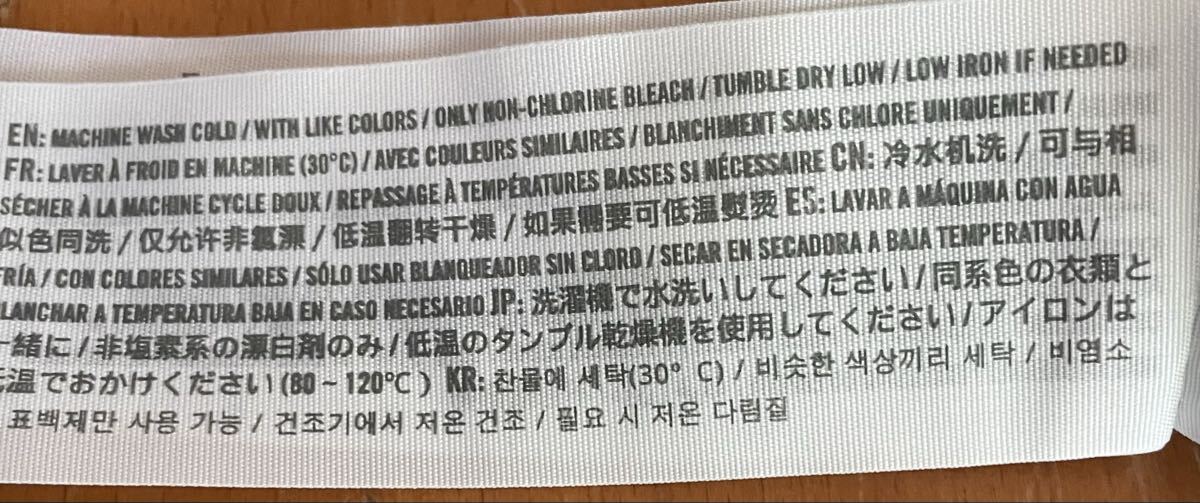 EN: MACHINE WASH COLD / WITH LIKE COLORS / ONLY NON-CHLORINE BLEACH / TUMBLE DRY LOW / LOW IRON IF NEEDED
FR: LAVER À FROID EN MACHINE (30°C) / AVEC COULEURS SIMILAIRES / BLANCHIMENT SANS CHLORE UNIQUEMENT /
SÉCHER À LA MACHINE CYCLE DOUX / REPASSAGE À TEMPÉRATURES BASSES SI NÉCESSAIRE CN: 冷水机洗 / 可与相
似色同洗 / 仅允许非氯漂 / 低温翻转干燥 / 如果需要可低温熨烫 ES: LAVAR A MÁQUINA CON AGUA
FRÍA / CON COLORES SIMILARES / SÓLO USAR BLANQUEADOR SIN CLORO / SECAR EN SECADORA A BAJA TEMPERATURA /
PLANCHAR A TEMPERATURA BAJA EN CASO NECESARIO JP: 洗濯機で水洗いしてください/同系色の衣類と
一緒に/非塩素系の漂白剤のみ/低温のタンブル乾燥機を使用してください/アイロンは
低温でおかけください(80~120℃) KR: 찬물에 세탁(30° C) / 비슷한 색상끼리 세탁 / 비염소
표백제만 사용 가능 / 건조기에서 저온 건조 / 필요 시 저온 다림질